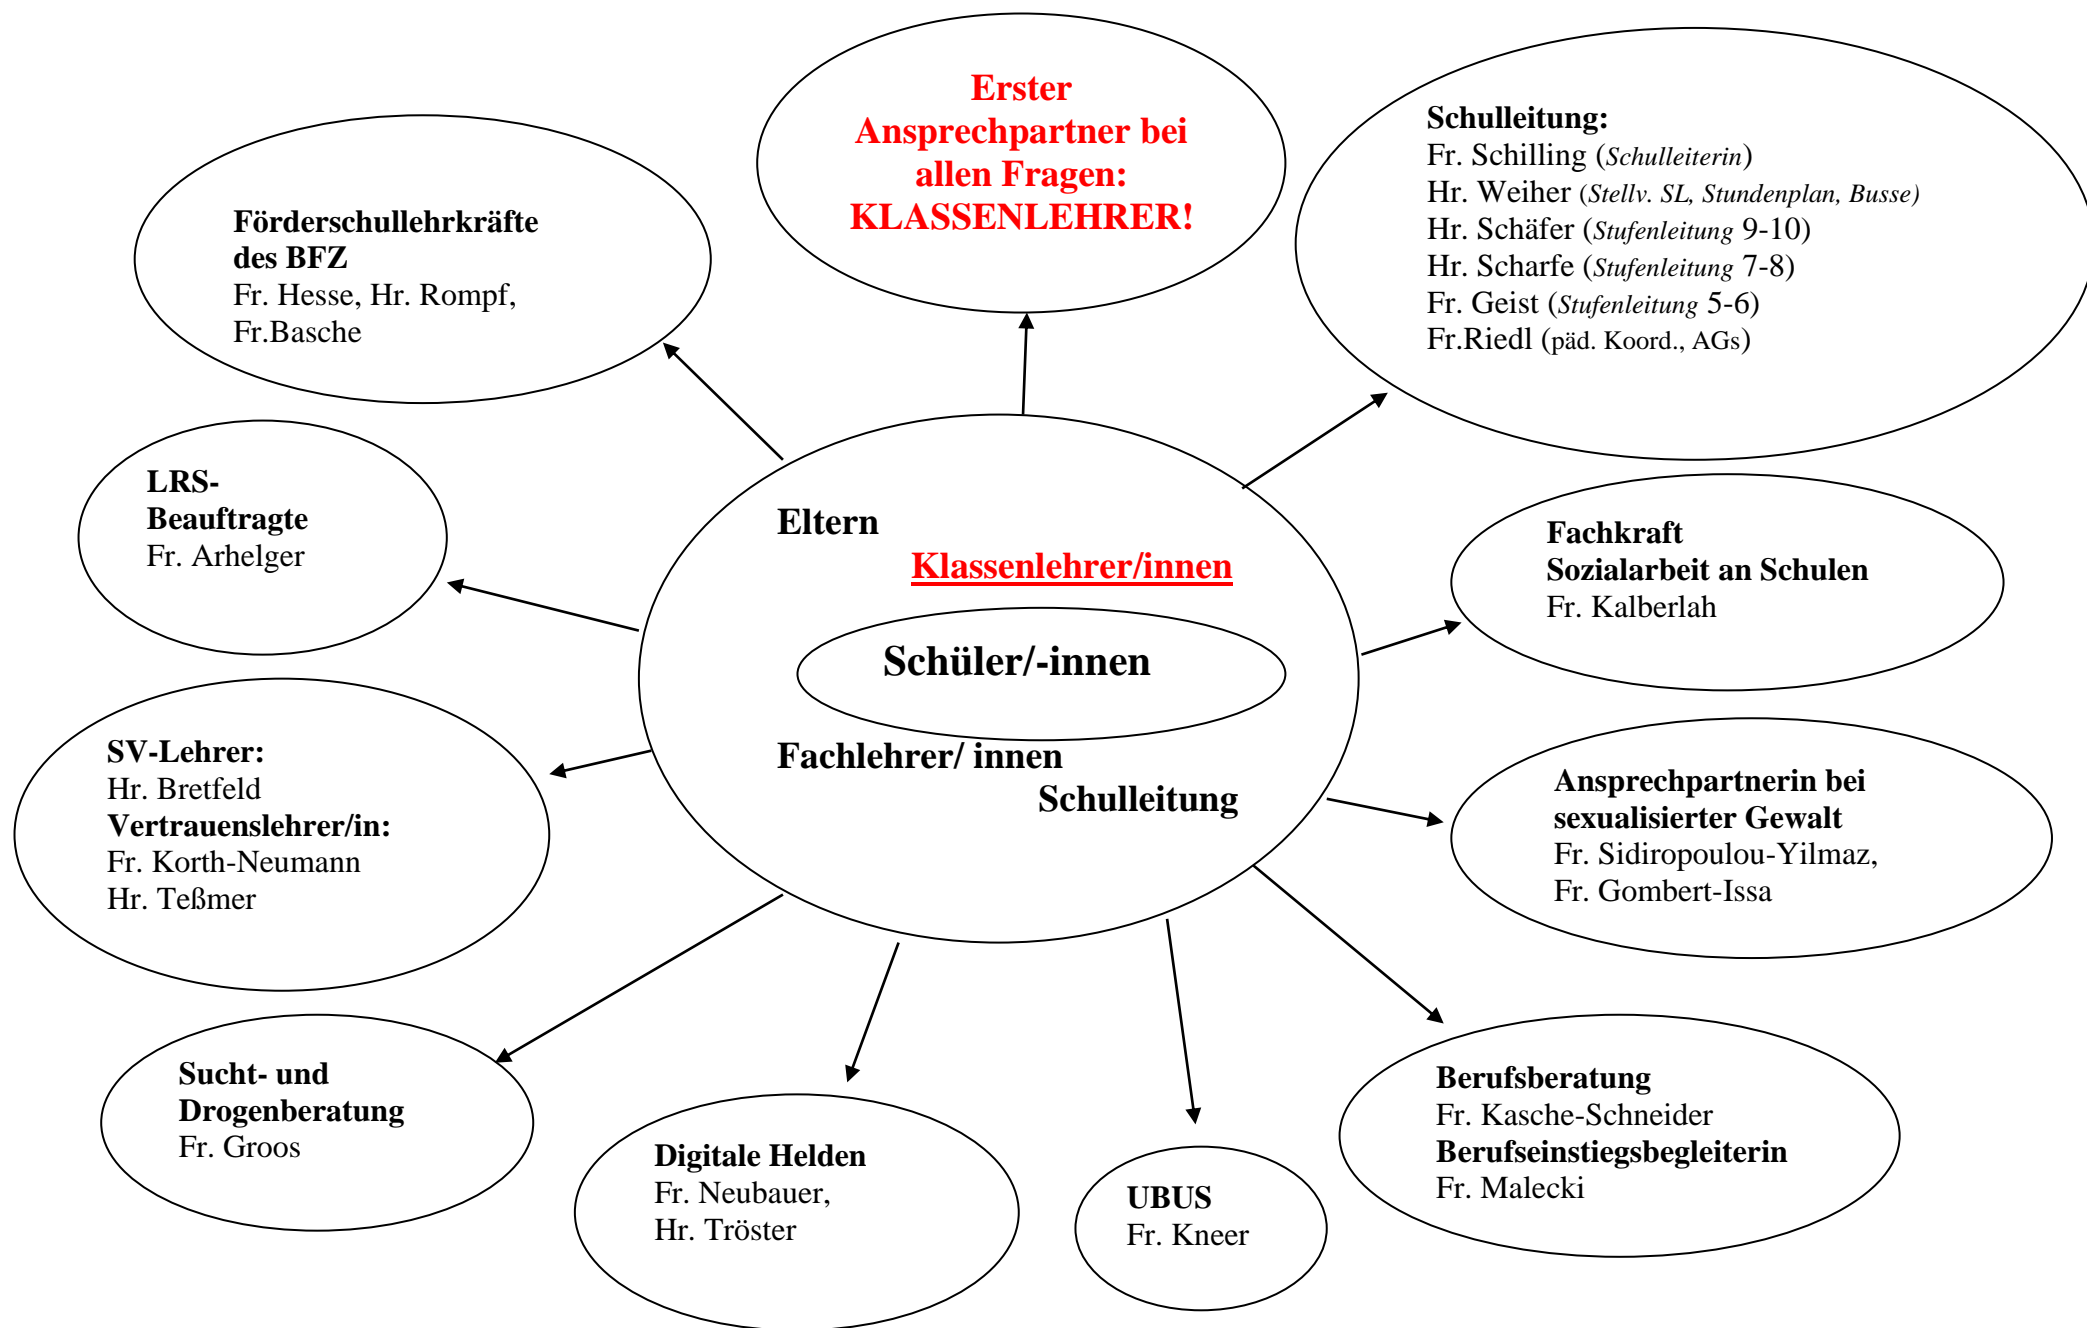 Erster
Ansprechpartner bei
allen Fragen:
KLASSENLEHRER!
Schulleitung:
Fr. Schilling (Schulleiterin)
Hr. Weiher (Stellv. SL, Stundenplan, Busse)
Hr. Schäfer (Stufenleitung 9-10)
Hr. Scharfe (Stufenleitung 7-8)
Fr. Geist (Stufenleitung 5-6)
Fr.Riedl (päd. Koord., AGs)
Förderschullehrkräfte
des BFZ
Fr. Hesse, Hr. Rompf,
Fr.Basche
LRS-
Beauftragte
Fr. Arhelger
Eltern
Klassenlehrer/innen
Schüler/-innen
Fachlehrer/ innen
Schulleitung
Fachkraft
Sozialarbeit an Schulen
Fr. Kalberlah
SV-Lehrer:
Hr. Bretfeld
Vertrauenslehrer/in:
Fr. Korth-Neumann
Hr. Teßmer
Ansprechpartnerin bei
sexualisierter Gewalt
Fr. Sidiropoulou-Yilmaz,
Fr. Gombert-Issa
Sucht- und
Drogenberatung
Fr. Groos
Digitale Helden
Fr. Neubauer,
Hr. Tröster
UBUS
Fr. Kneer
Berufsberatung
Fr. Kasche-Schneider
Berufseinstiegsbegleiterin
Fr. Malecki